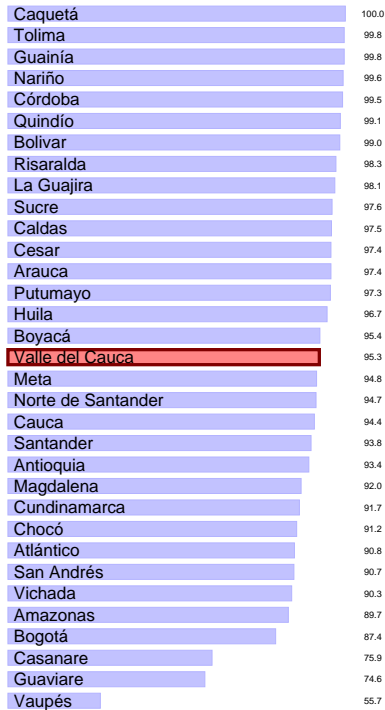 Caquetá 100.0
Tolima 99.8
Guainía 99.8
Nariño 99.6
Córdoba 99.5
Quindío 99.1
Bolivar 99.0
Risaralda 98.3
La Guajira 98.1
Sucre 97.6
Caldas 97.5
Cesar 97.4
Arauca 97.4
Putumayo 97.3
Huila 96.7
Boyacá 95.4
Valle del Cauca 95.3
Meta 94.8
Norte de Santander 94.7
Cauca 94.4
Santander 93.8
Antioquia 93.4
Magdalena 92.0
Cundinamarca 91.7
Chocó 91.2
Atlántico 90.8
San Andrés 90.7
Vichada 90.3
Amazonas 89.7
Bogotá 87.4
Casanare 75.9
Guaviare 74.6
Vaupés 55.7